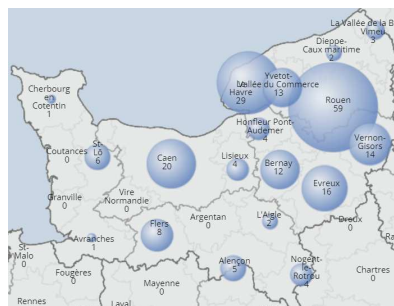 La Vallée de la B
Vimeu
3
Dieppe-
Caux maritime
2
Yvetot-
Vallée du Commerce
13
Le
Havre
29
Rouen
59
Cherbourg
en
Cotentin
1
Honfleur Pont-
Audemer
4
Vernon-
Gisors
14
Coutances
0
St-
Lô
6
Caen
20
Lisieux
4
Bernay
12
Evreux
16
Granville
0
Vire
Normandie
0
Flers
8
Argentan
0
L'Aigle
2
Dreux
0
Avranches
1
St-
Malo
0
Fougères
0
Alençon
5
Nogent-
le-
Rotrou
4
Chartres
0
Mayenne
0
Rennes
Laval